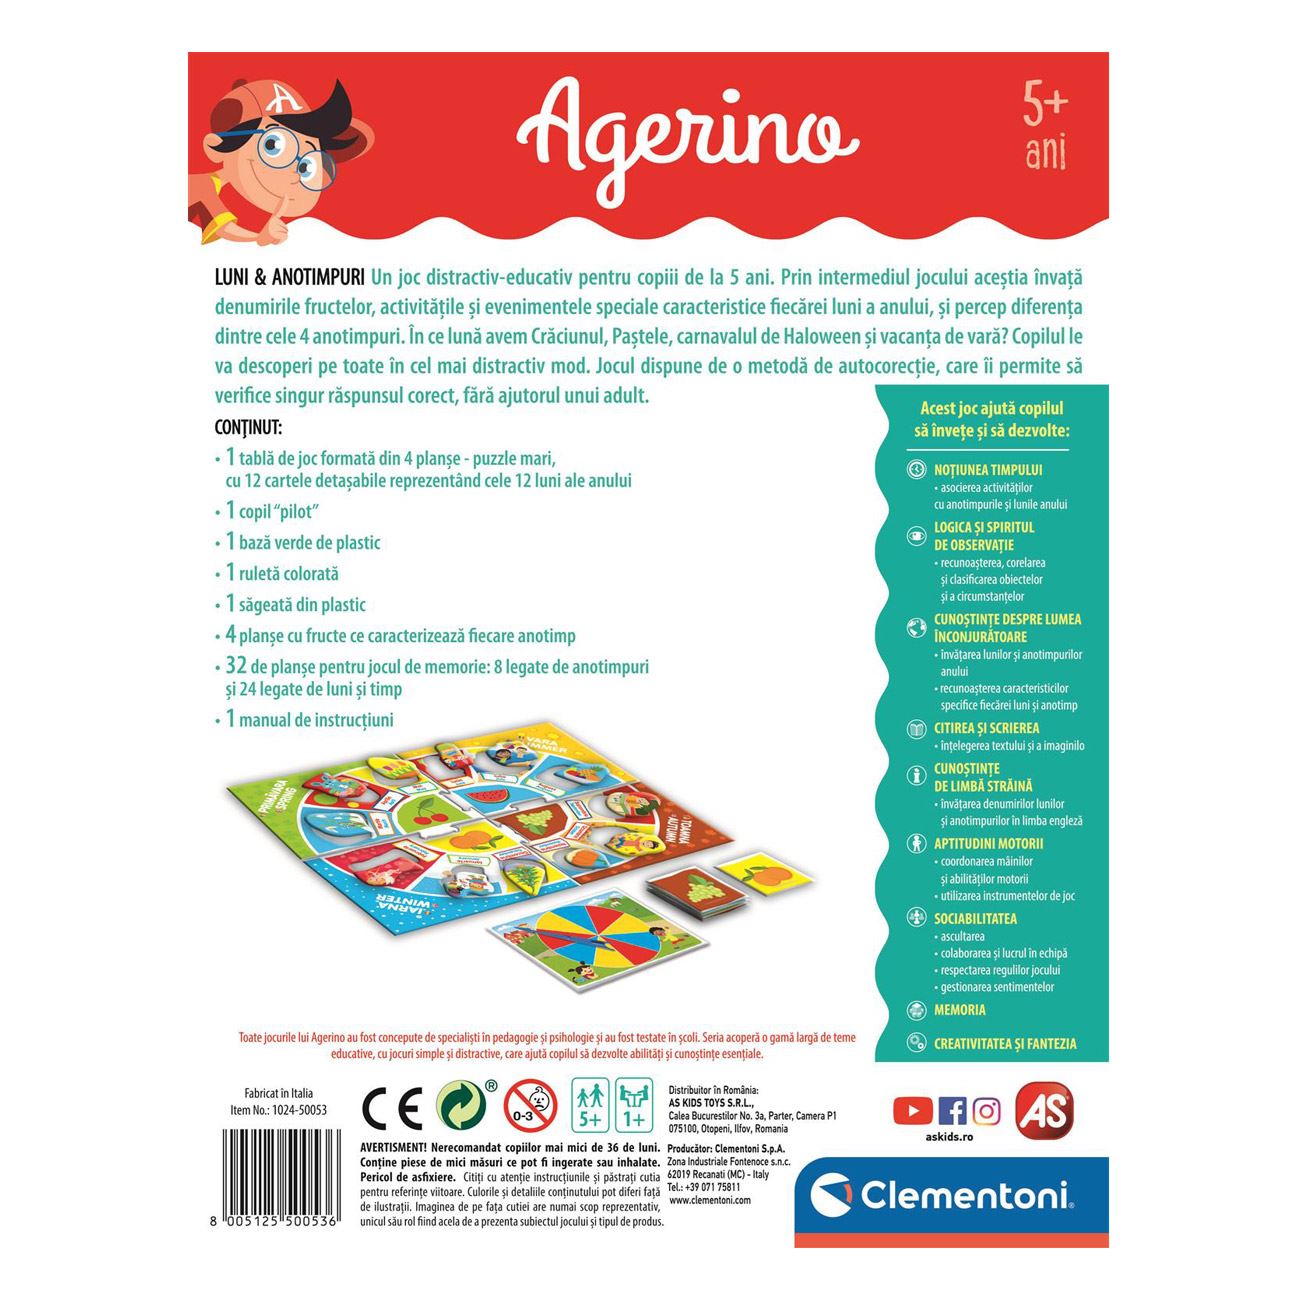 Agerino
5+
ani
LUNI & ANOTIMPURI Un joc distractiv-educativ pentru copiii de la 5 ani. Prin intermediul jocului aceștia învață
denumirile fructelor, activitățile și evenimentele speciale caracteristice fiecărei luni a anului, și percep diferența
dintre cele 4 anotimpuri. În ce lună avem Crăciunul, Paștele, carnavalul de Haloween și vacanța de vară? Copilul le
va descoperi pe toate în cel mai distractiv mod. Jocul dispune de o metodă de autocorecție, care îi permite să
verifice singur răspunsul corect, fără ajutorul unui adult.
CONȚINUT:
• 1 tablă de joc formată din 4 planșe - puzzle mari,
cu 12 cartele detașabile reprezentând cele 12 luni ale anului
• 1 copil “pilot”
• 1 bază verde de plastic
• 1 ruletă colorată
• 1 săgeată din plastic
• 4 planșe cu fructe ce caracterizează fiecare anotimp
• 32 de planșe pentru jocul de memorie: 8 legate de anotimpuri
și 24 legate de luni și timp
• 1 manual de instrucțiuni
Acest joc ajută copilul
să învețe și să dezvolte:
NOȚIUNEA TIMPULUI
• asocierea activităților
cu anotimpurile și lunile anului
LOGICA ȘI SPIRITUL
DE OBSERVAȚIE
• recunoașterea, corelarea
și clasificarea obiectelor
și a circumstanțelor
CUNOȘTINȚE DESPRE LUMEA
ÎNCONJURĂTOARE
• învățarea lunilor și anotimpurilor
anului
• recunoașterea caracteristicilor
specifice fiecărei luni și anotimp
CITIREA ȘI SCRIEREA
• înțelegerea textului și a imaginilo
CUNOȘTINȚE
DE LIMBĂ STRĂINĂ
• învățarea denumirilor lunilor
și anotimpurilor în limba engleză
APTITUDINI MOTORII
• coordonarea mâinilor
și abilităților motorii
• utilizarea instrumentelor de joc
SOCIABILITATEA
• ascultarea
• colaborarea și lucrul în echipă
• respectarea regulilor jocului
• gestionarea sentimentelor
MEMORIA
CREATIVITATEA ȘI FANTEZIA
PRIMĂVARA
SPRING
VARA
SUMMER
TOAMNA
AUTUMN
IARNA
WINTER
Toate jocurile lui Agerino au fost concepute de specialiști în pedagogie și psihologie și au fost testate în școli. Seria acoperă o gamă largă de teme
educative, cu jocuri simple și distractive, care ajută copilul să dezvolte abilități și cunoștințe esențiale.
Fabricat în Italia
Item No.: 1024-50053
8 005125 500536
CE
®
0-3
5+
1+
AVERTISMENT! Nerecomandat copiilor mai mici de 36 de luni.
Conține piese de mici măsuri ce pot fi ingerate sau inhalate.
Pericol de asfixiere. Citiți cu atenție instrucțiunile și păstrați cutia
pentru referințe viitoare. Culorile și detaliile conținutului pot diferi față
de ilustrații. Imaginea de pe fața cutiei are numai scop reprezentativ,
unicul său rol fiind acela de a prezenta subiectul jocului și tipul de produs.
Distribuitor în România:
AS KIDS TOYS S.R.L.,
Calea Bucurestilor No. 3a, Parter, Camera P1
075100, Otopeni, Ilfov, Romania
Producător: Clementoni S.p.A.
Zona Industriale Fontenoce s.n.c.
62019 Recanati (MC) - Italy
Tel.: +39 071 75811
www.clementoni.com
AS
askids.ro
Clementoni®